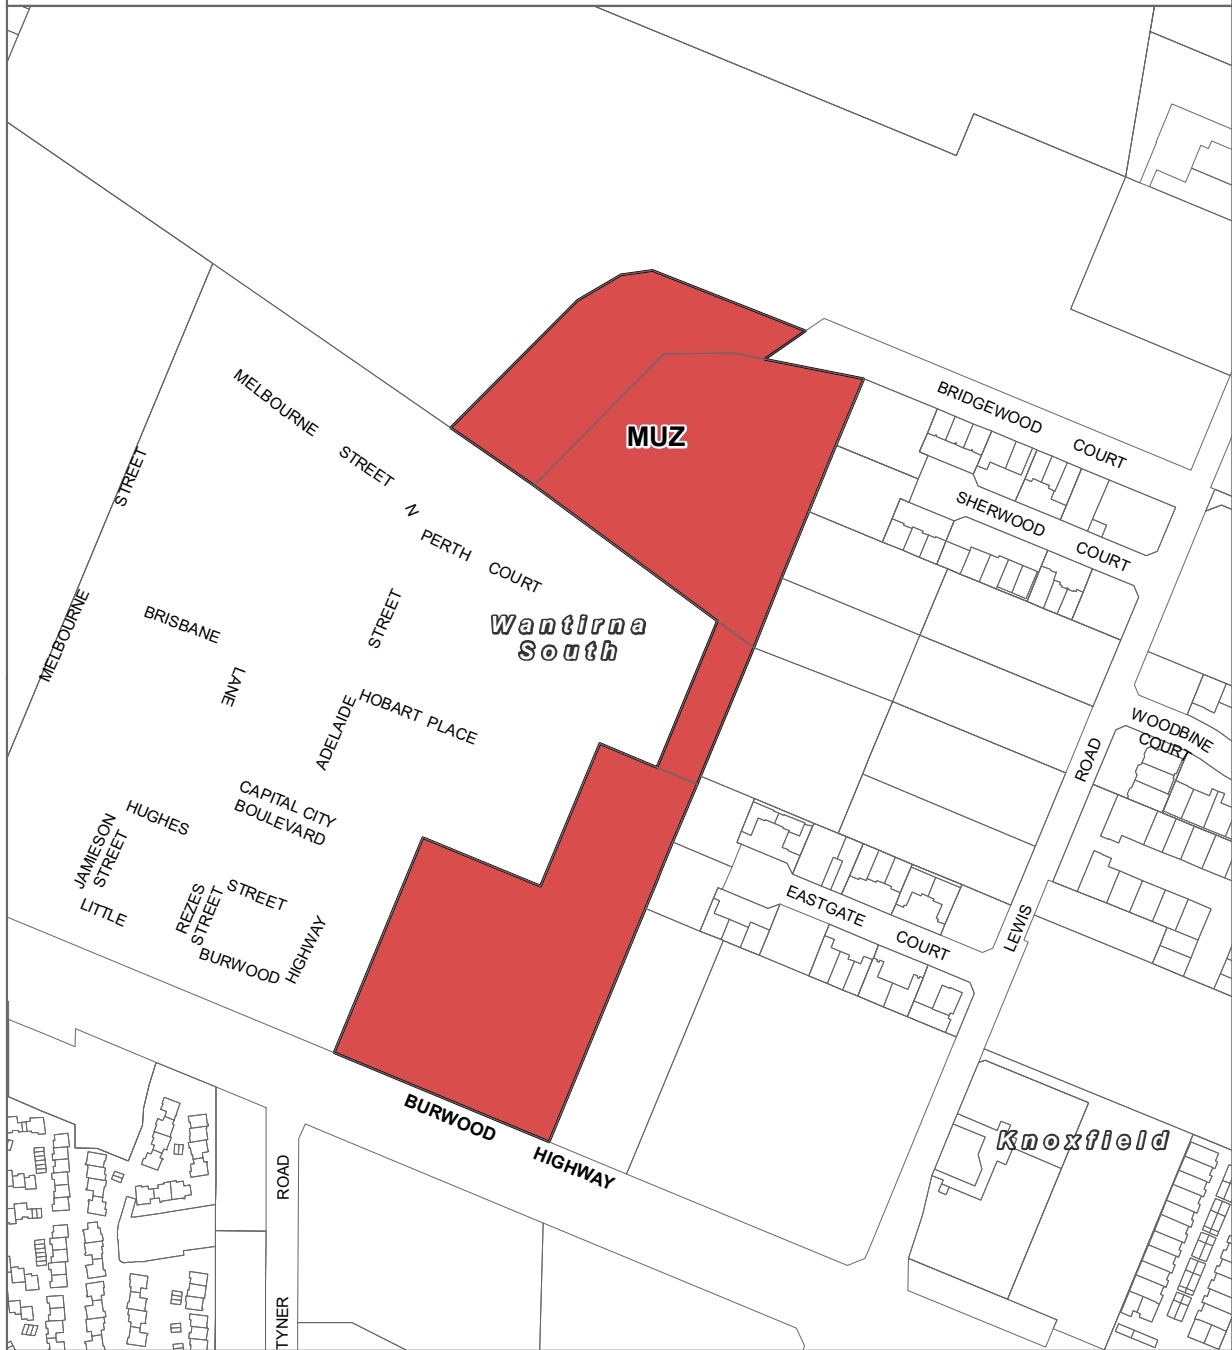 MELBOURNE
STREET
N
PERTH
COURT
STREET
MELBOURNE
BRISBANE
LANE
STREET
ADELAIDE
HOBART PLACE
CAPITAL CITY
BOULEVARD
HUGHES
STREET
JAMIESON
STREET
LITTLE
REZES
STREET
BURWOOD
HIGHWAY
Wantirna
South
MUZ
BRIDGEWOOD
COURT
SHERWOOD
COURT
WOODBINE
COURT
ROAD
LEWIS
EASTGATE
COURT
BURWOOD
HIGHWAY
Knoxfield
ROAD
TYNER